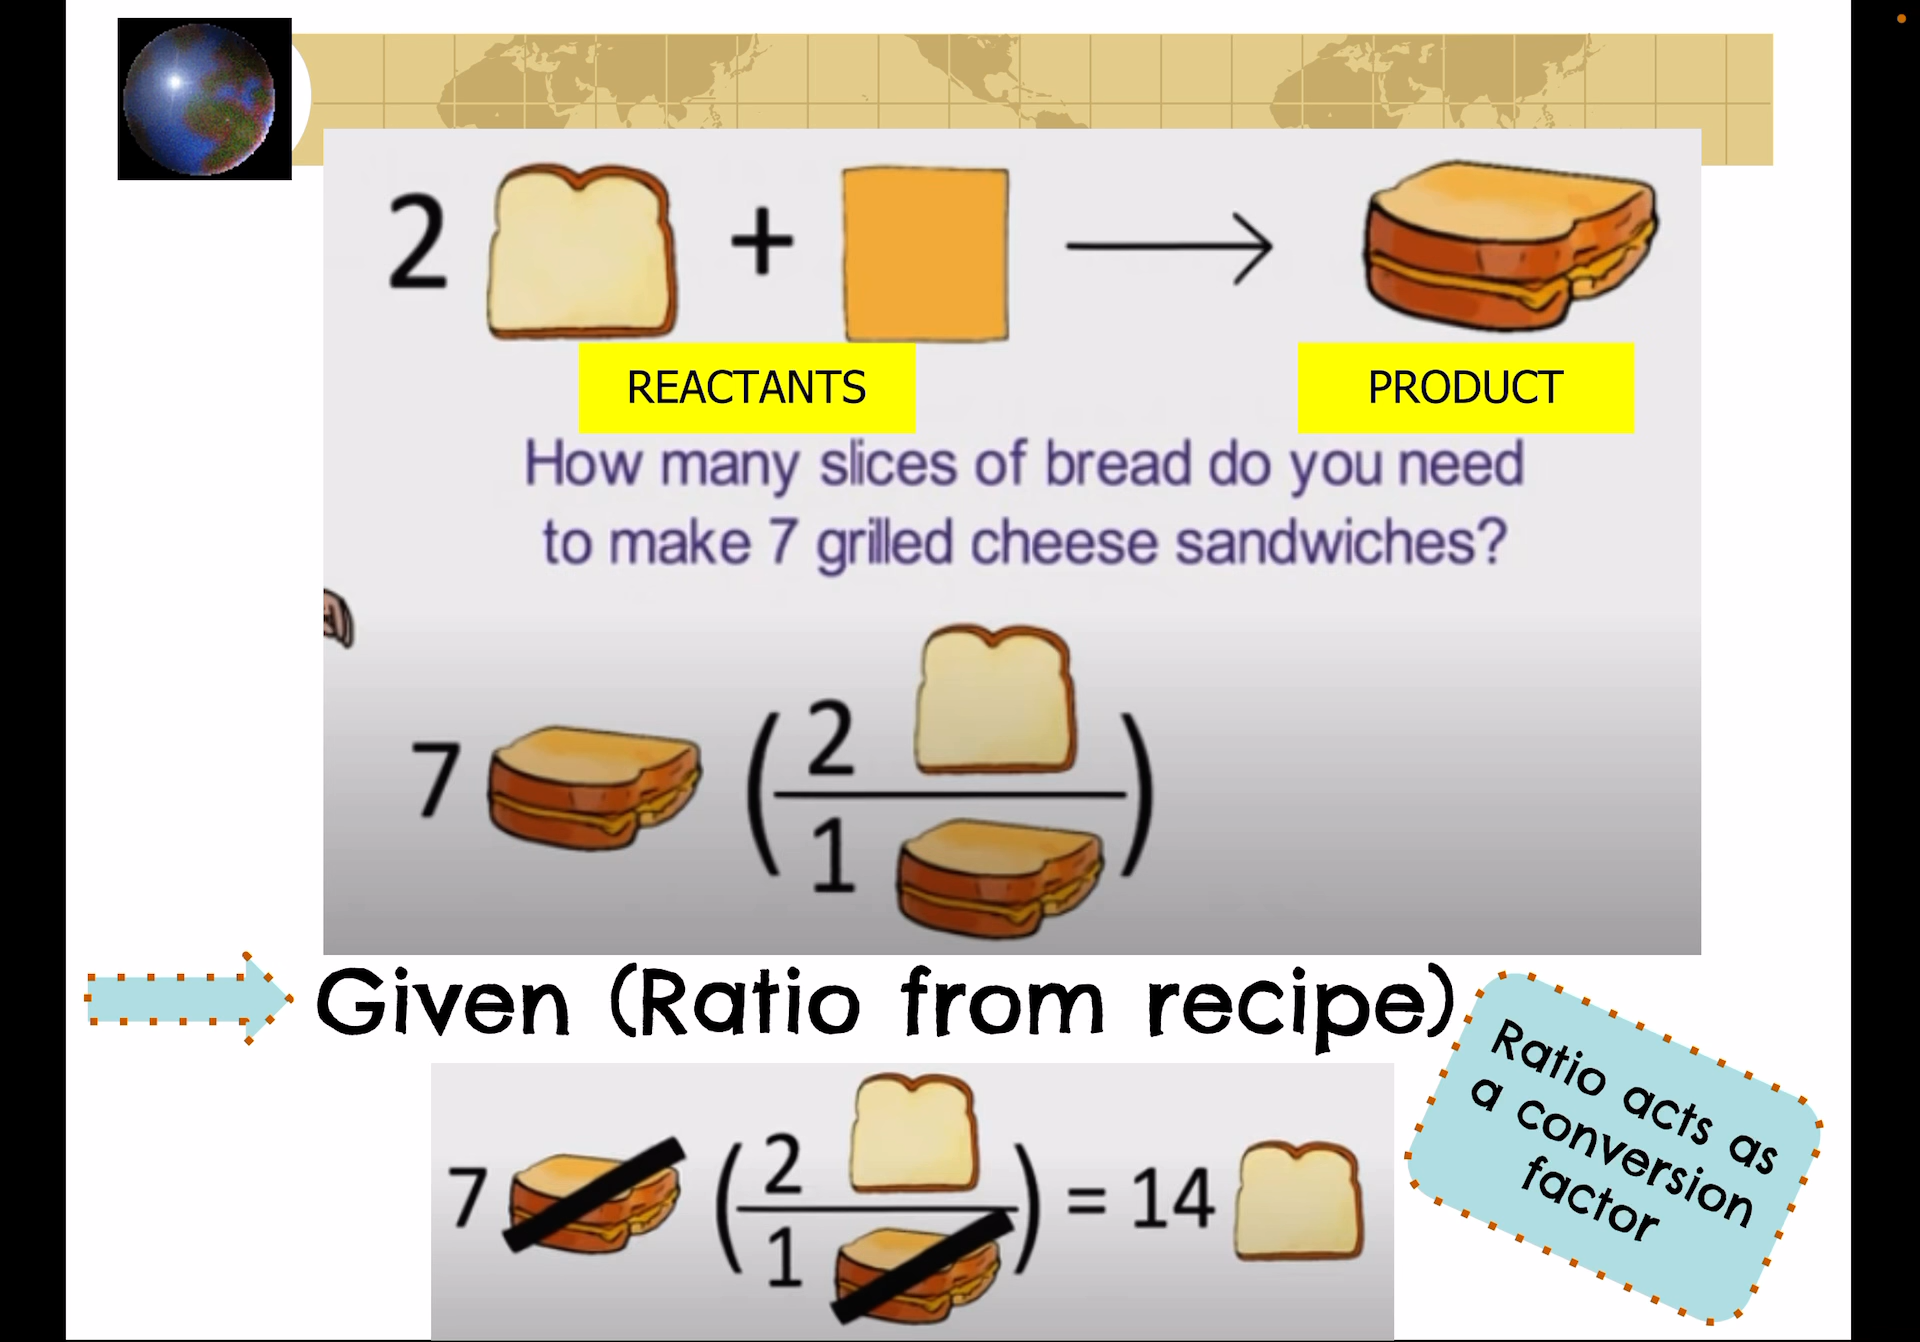 2 + →
REACTANTS
PRODUCT
How many slices of bread do you need
to make 7 grilled cheese sandwiches?
7 ( 2
1 )
Given (Ratio from recipe)
Ratio acts as
a conversion
factor
7 ( 2
1 ) = 14